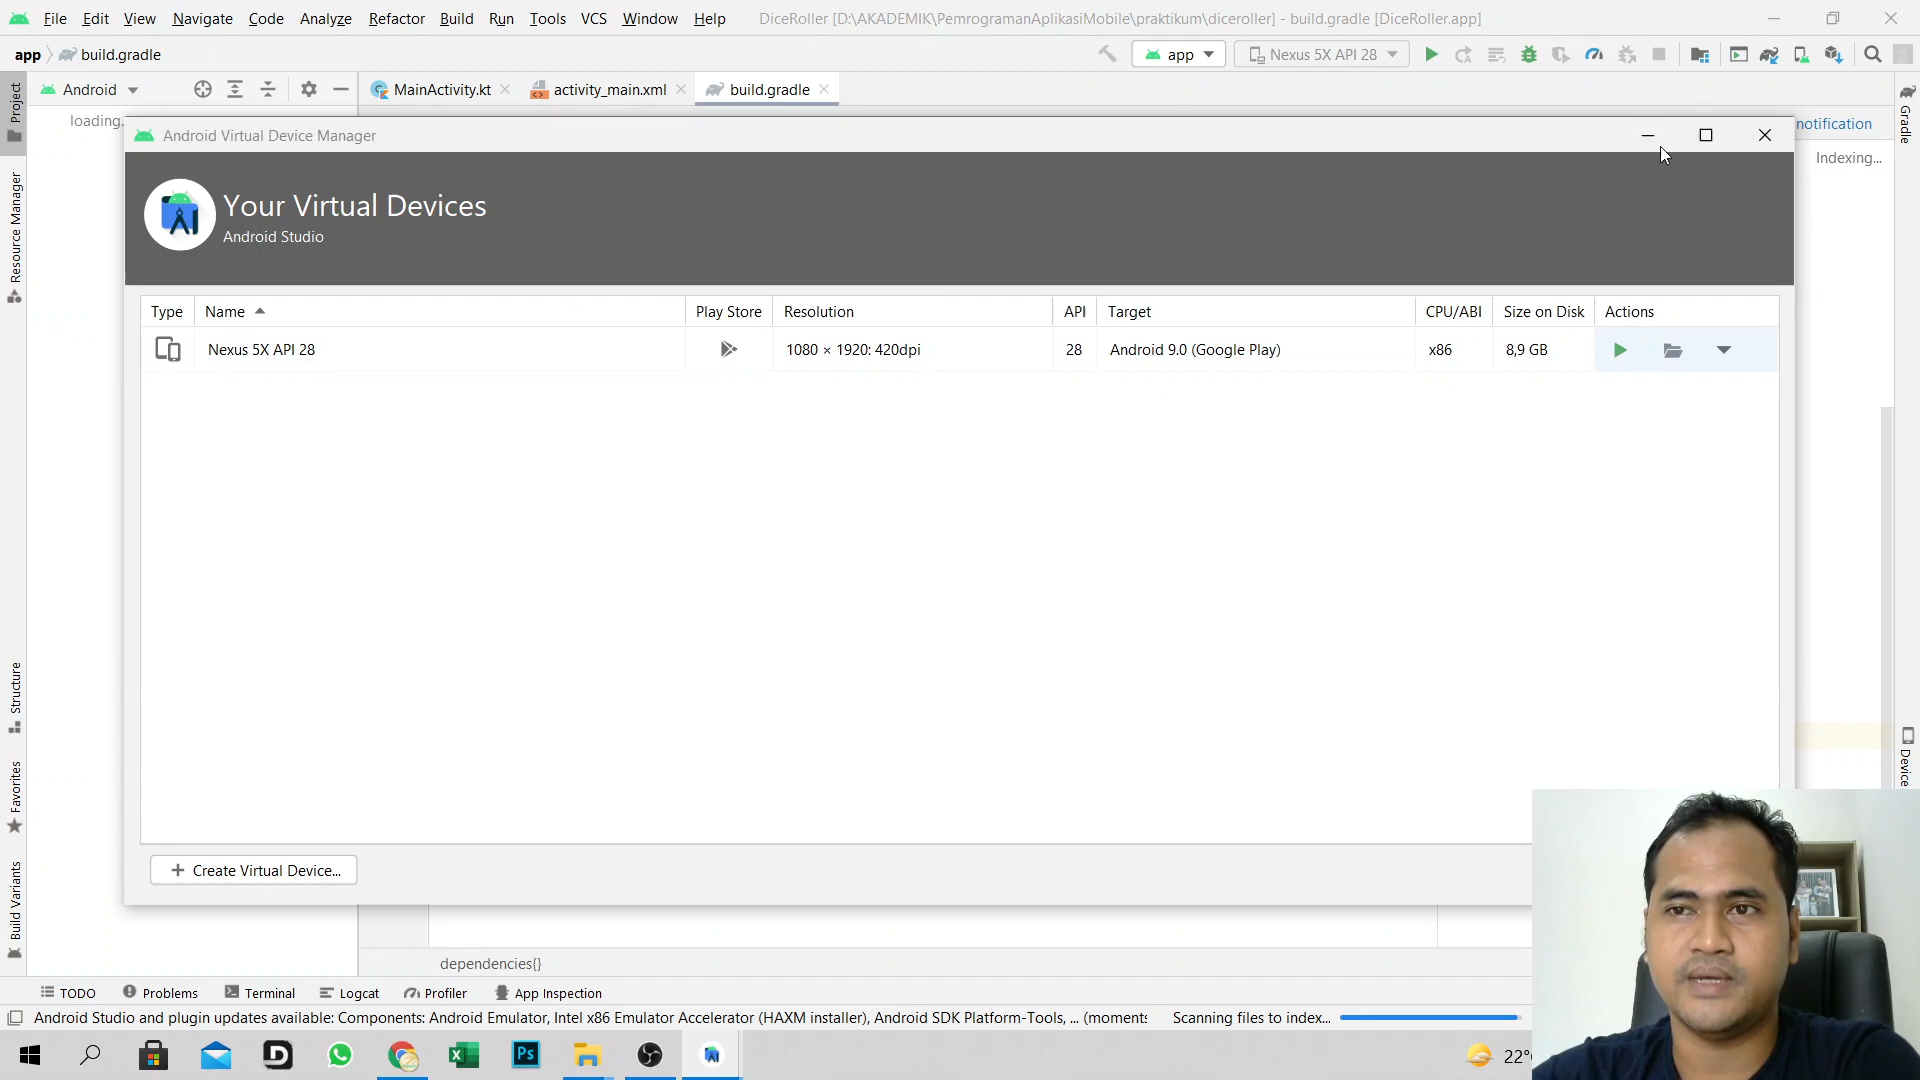 File Edit View Navigate Code Analyze Refactor Build Run Tools VCS Window Help DiceRoller [D:\AKADEMIK\PemrogramanAplikasiMobile\praktikum\diceroller] - build.gradle [DiceRoller.app]
app build.gradle app Nexus 5X API 28
Android MainActivity.kt activity_main.xml build.gradle
loading. Android Virtual Device Manager notification
Indexing...
Your Virtual Devices
Android Studio
Type Name Play Store Resolution API Target CPU/ABI Size on Disk Actions
Nexus 5X API 28 1080 × 1920: 420dpi 28 Android 9.0 (Google Play) x86 8,9 GB
Create Virtual Device...
dependencies{}
TODO Problems Terminal Logcat Profiler App Inspection
Android Studio and plugin updates available: Components: Android Emulator, Intel x86 Emulator Accelerator (HAXM installer), Android SDK Platform-Tools, ... (moments Scanning files to index...
22°
Project
Resource Manager
Structure
Favorites
Build Variants
Gradle
Device
Ps